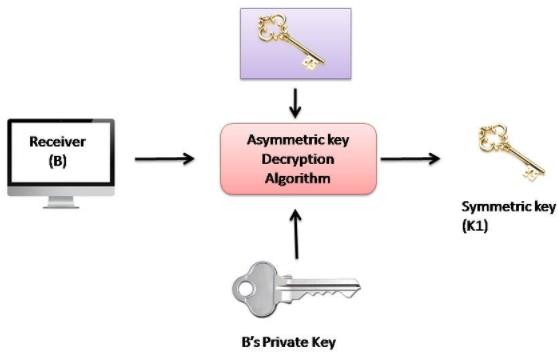 Receiver
(B)
Asymmetric key
Decryption
Algorithm
Symmetric key
(K1)
B's Private Key